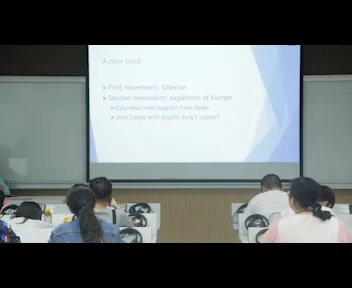 A new land
First movement: Siberian
Second movement: expansion of Europe
Columbus with support from Spain
John Cabot with English king's support